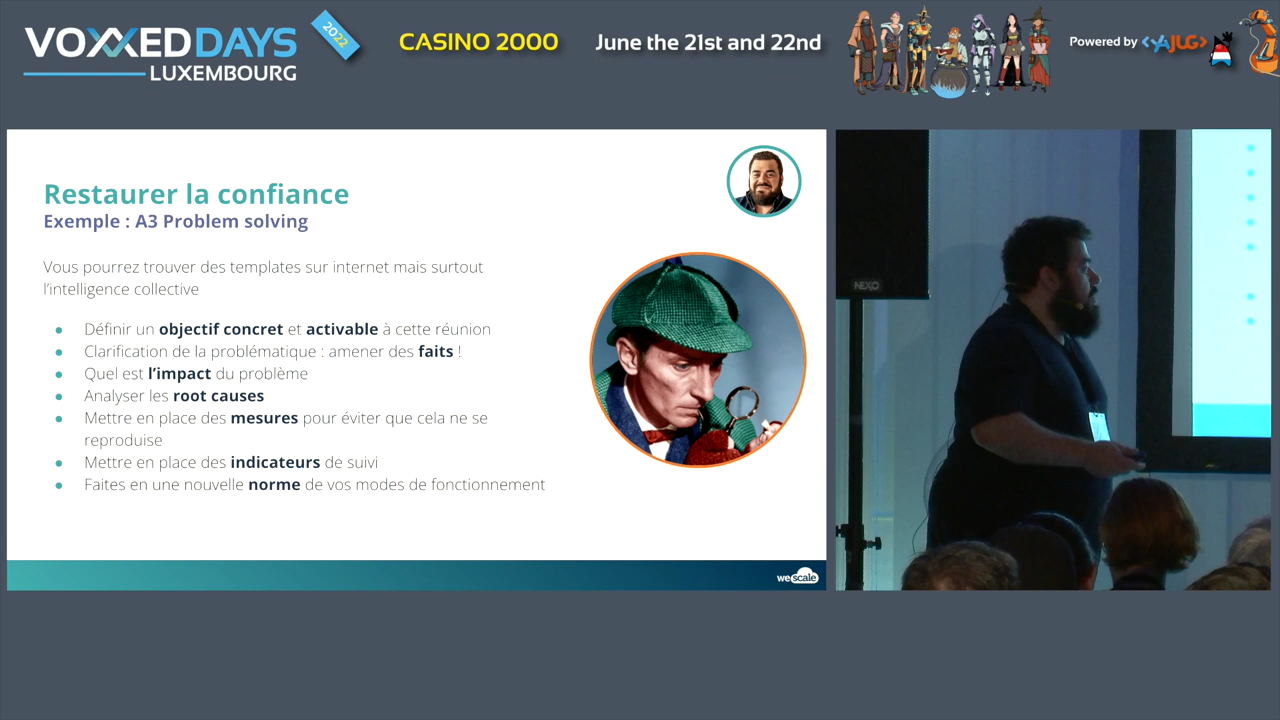 VOXXED DAYS
LUXEMBOURG
2022
CASINO 2000
June the 21st and 22nd
Powered by <YAJUG>
Restaurer la confiance
Exemple : A3 Problem solving
Vous pourrez trouver des templates sur internet mais surtout
l’intelligence collective
● Définir un objectif concret et activable à cette réunion
● Clarification de la problématique : amener des faits !
● Quel est l’impact du problème
● Analyser les root causes
● Mettre en place des mesures pour éviter que cela ne se
reproduise
● Mettre en place des indicateurs de suivi
● Faites en une nouvelle norme de vos modes de fonctionnement
wescale
NEXO